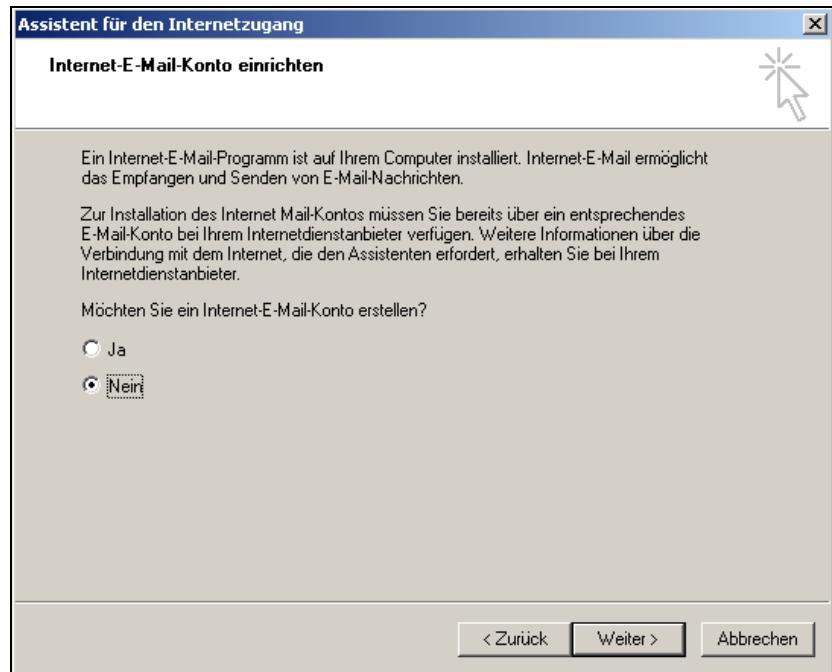 Assistent für den Internetzugang
Internet-E-Mail-Konto einrichten
Ein Internet-E-Mail-Programm ist auf Ihrem Computer installiert. Internet-E-Mail ermöglicht
das Empfangen und Senden von E-Mail-Nachrichten.
Zur Installation des Internet Mail-Kontos müssen Sie bereits über ein entsprechendes
E-Mail-Konto bei Ihrem Internetdienstanbieter verfügen. Weitere Informationen über die
Verbindung mit dem Internet, die den Assistenten erfordert, erhalten Sie bei Ihrem
Internetdienstanbieter.
Möchten Sie ein Internet-E-Mail-Konto erstellen?
Ja
Nein
< Zurück Weiter > Abbrechen